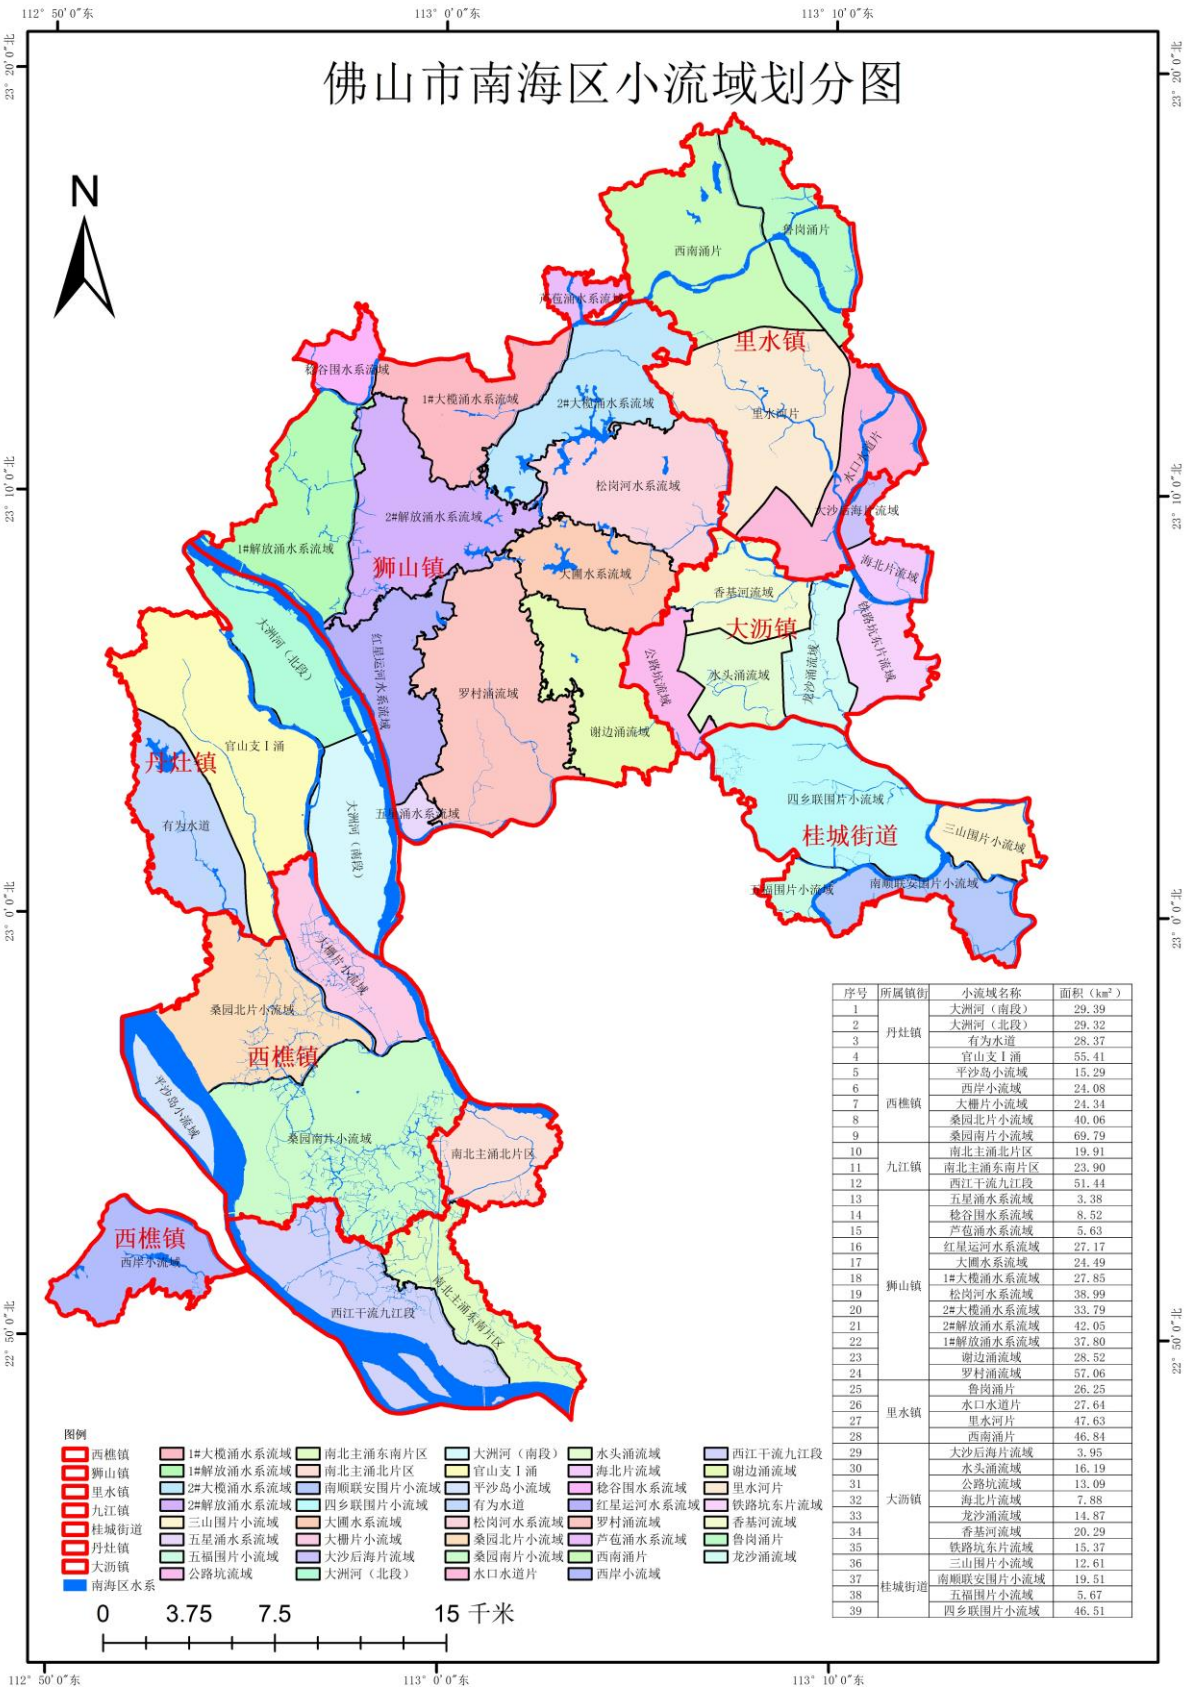 112° 50′0″东 113° 0′0″东 113° 10′0″东
23° 20′0″北
23° 20′0″北
佛山市南海区小流域划分图
N
鲁岗涌片
西南涌片
芦苞涌水系流域
里水镇
稔谷围水系流域
1#大榄涌水系流域
2#大榄涌水系流域
里水河片
水口水道片
松岗河水系流域
23° 10′0″北
23° 10′0″北
大沙后海片流域
2#解放涌水系流域
1#解放涌水系流域
狮山镇
大圃水系流域
海北片流域
香基河流域
大沥镇
铁路坑东片流域
大洲河（北段）
红星运河水系流域
公路坑流域
水头涌流域
龙沙涌流域
罗村涌流域
谢边涌流域
官山支Ⅰ涌
丹灶镇
四乡联围片小流域
五星涌水系流域
有为水道
大洲河（南段）
桂城街道
三山围片小流域
五福围片小流域
南顺联安围片小流域
23° 0′0″北
23° 0′0″北
大栅片小流域
桑园北片小流域
西樵镇
平沙岛小流域
桑园南片小流域
南北主涌北片区
西樵镇
西岸小流域
西江干流九江段
南北主涌东南片区
22° 50′0″北
22° 50′0″北
序号 所属镇街 小流域名称 面积（km²）
1 大洲河（南段） 29.39
2 大洲河（北段） 29.32
丹灶镇
3 有为水道 28.37
4 官山支Ⅰ涌 55.41
5 平沙岛小流域 15.29
6 西岸小流域 24.08
7 西樵镇 大栅片小流域 24.34
8 桑园北片小流域 40.06
9 桑园南片小流域 69.79
10 南北主涌北片区 19.91
11 九江镇 南北主涌东南片区 23.90
12 西江干流九江段 51.44
13 五星涌水系流域 3.38
14 稔谷围水系流域 8.52
15 芦苞涌水系流域 5.63
16 红星运河水系流域 27.17
17 大圃水系流域 24.49
18 1#大榄涌水系流域 27.85
狮山镇
19 松岗河水系流域 38.99
20 2#大榄涌水系流域 33.79
21 2#解放涌水系流域 42.05
22 1#解放涌水系流域 37.80
23 谢边涌流域 28.52
24 罗村涌流域 57.06
25 鲁岗涌片 26.25
26 水口水道片 27.64
里水镇
27 里水河片 47.63
28 西南涌片 46.84
29 大沙后海片流域 3.95
30 水头涌流域 16.19
31 公路坑流域 13.09
32 大沥镇 海北片流域 7.88
33 龙沙涌流域 14.87
34 香基河流域 20.29
35 铁路坑东片流域 15.37
36 三山围片小流域 12.61
37 南顺联安围片小流域 19.51
桂城街道
38 五福围片小流域 5.67
39 四乡联围片小流域 46.51
图例
西樵镇 1#大榄涌水系流域 南北主涌东南片区 大洲河（南段） 水头涌流域 西江干流九江段
狮山镇 1#解放涌水系流域 南北主涌北片区 官山支Ⅰ涌 海北片流域 谢边涌流域
里水镇 2#大榄涌水系流域 南顺联安围片小流域 平沙岛小流域 稔谷围水系流域 里水河片
九江镇 2#解放涌水系流域 四乡联围片小流域 有为水道 红星运河水系流域 铁路坑东片流域
桂城街道 三山围片小流域 大圃水系流域 松岗河水系流域 罗村涌流域 香基河流域
丹灶镇 五星涌水系流域 大栅片小流域 桑园北片小流域 芦苞涌水系流域 鲁岗涌片
大沥镇 五福围片小流域 大沙后海片流域 桑园南片小流域 西南涌片 龙沙涌流域
南海区水系 公路坑流域 大洲河（北段） 水口水道片 西岸小流域
0 3.75 7.5 15 千米
112° 50′0″东 113° 0′0″东 113° 10′0″东